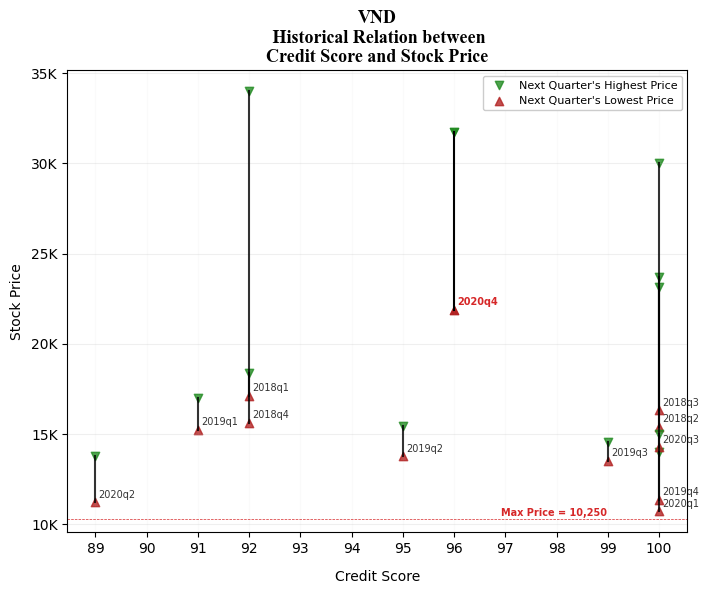 VND
Historical Relation between
Credit Score and Stock Price
Next Quarter's Highest Price
Next Quarter's Lowest Price
35K
30K
25K
20K
15K
10K
Stock Price
2020q4
2018q1
2018q3
2018q4
2018q2
2019q1
2020q3
2019q2
2019q3
2020q2
2019q4
2020q1
Max Price = 10,250
89 90 91 92 93 94 95 96 97 98 99 100
Credit Score